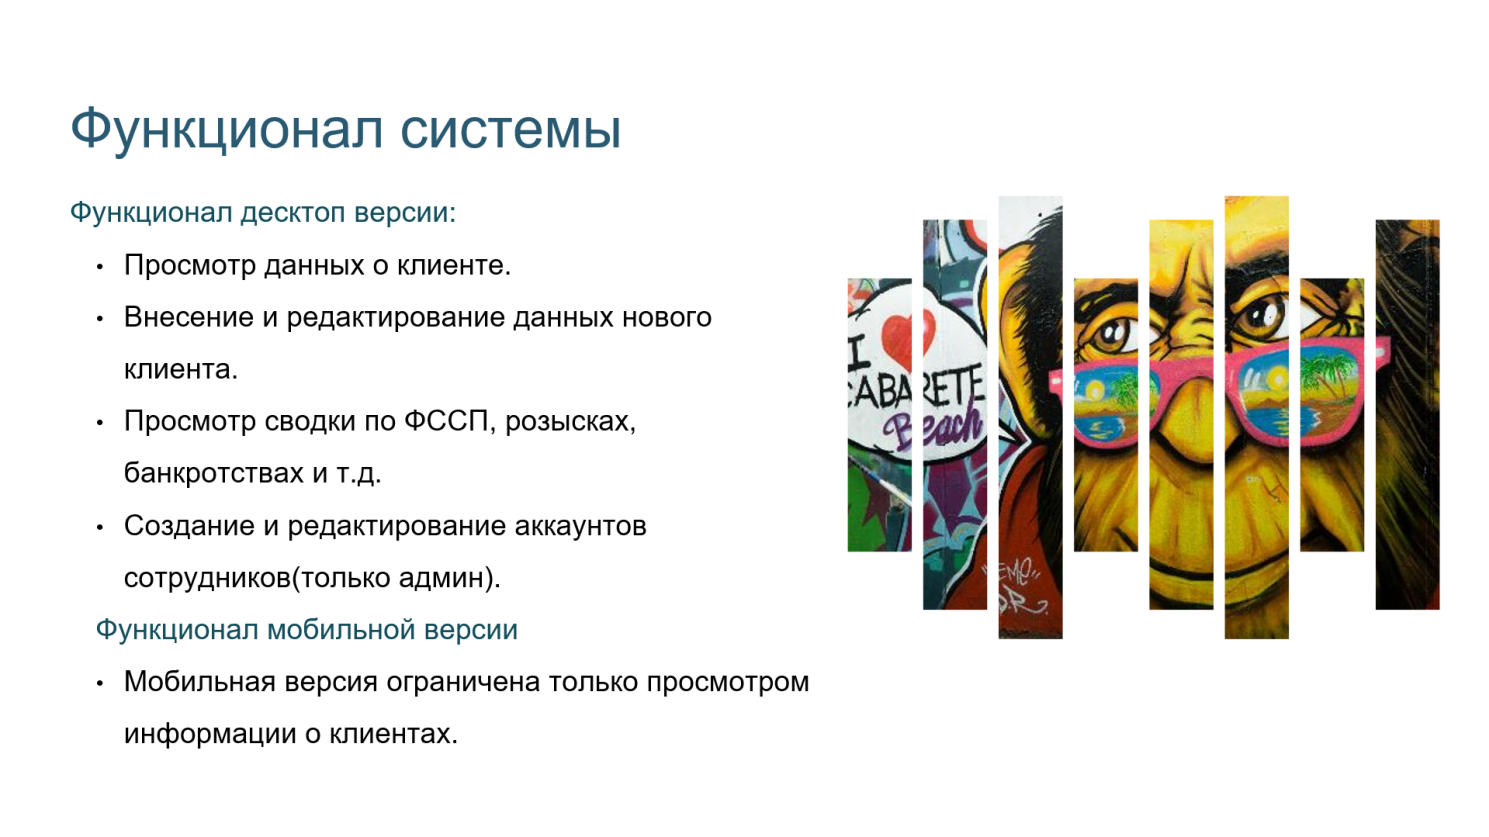 Функционал системы
Функционал десктоп версии:
• Просмотр данных о клиенте.
• Внесение и редактирование данных нового
клиента.
• Просмотр сводки по ФССП, розысках,
банкротствах и т.д.
• Создание и редактирование аккаунтов
сотрудников(только админ).
Функционал мобильной версии
• Мобильная версия ограничена только просмотром
информации о клиентах.
I
CABARETE
Beach